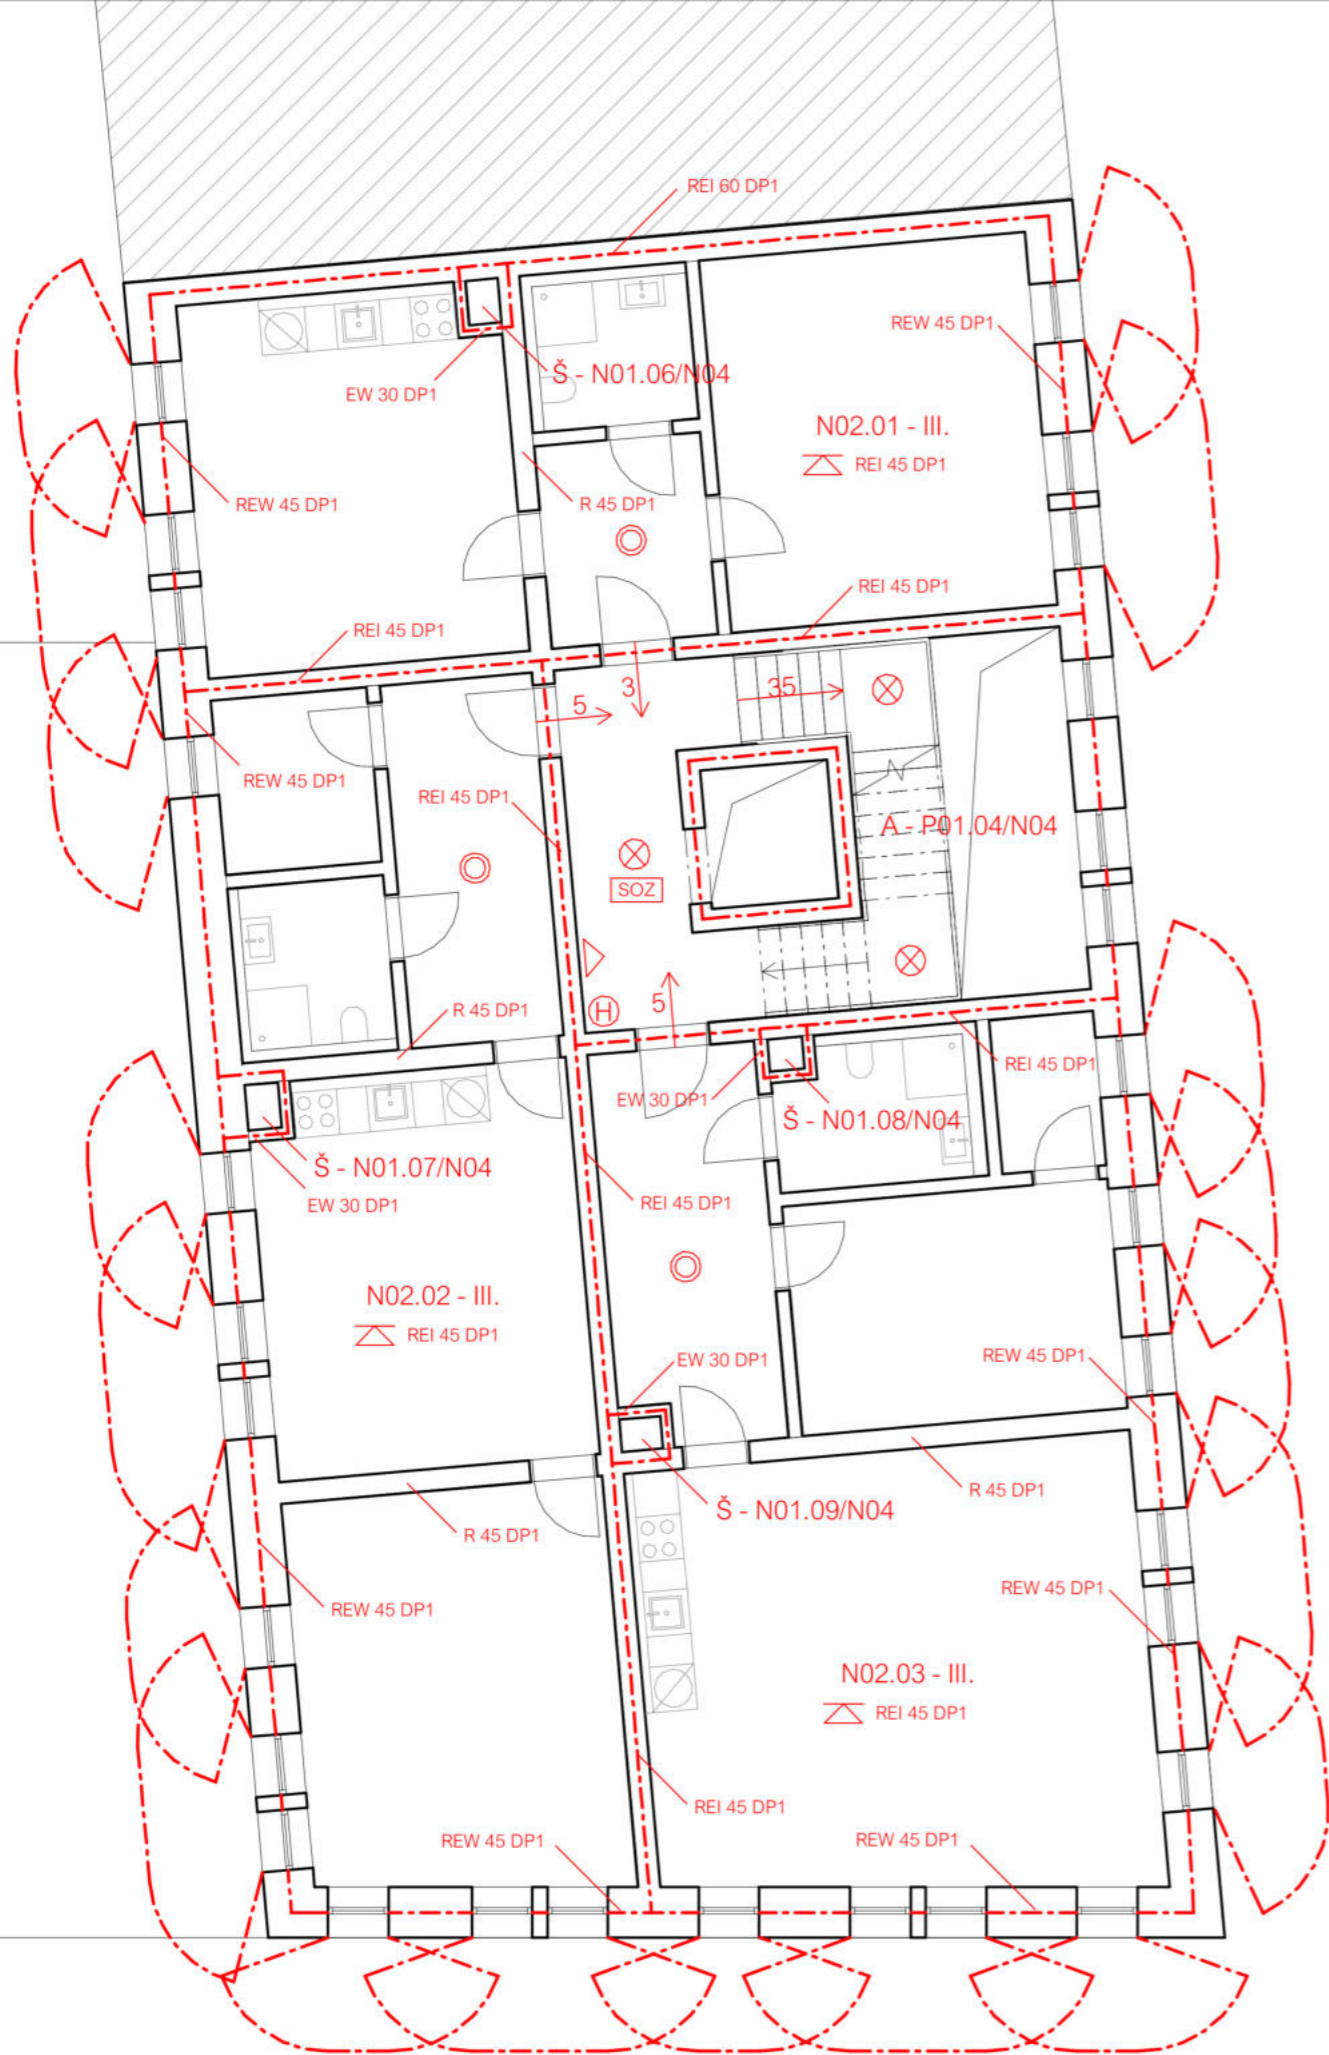 REI 60 DP1
REW 45 DP1
EW 30 DP1
Š - N01.06/N04
N02.01 - III.
REI 45 DP1
REW 45 DP1
R 45 DP1
REI 45 DP1
REI 45 DP1
3
5
35
REW 45 DP1
REI 45 DP1
A - P01.04/N04
SOZ
H
5
R 45 DP1
REI 45 DP1
EW 30 DP1
Š - N01.08/N04
Š - N01.07/N04
EW 30 DP1
REI 45 DP1
N02.02 - III.
REI 45 DP1
EW 30 DP1
REW 45 DP1
R 45 DP1
Š - N01.09/N04
R 45 DP1
REW 45 DP1
REW 45 DP1
N02.03 - III.
REI 45 DP1
REI 45 DP1
REW 45 DP1
REW 45 DP1